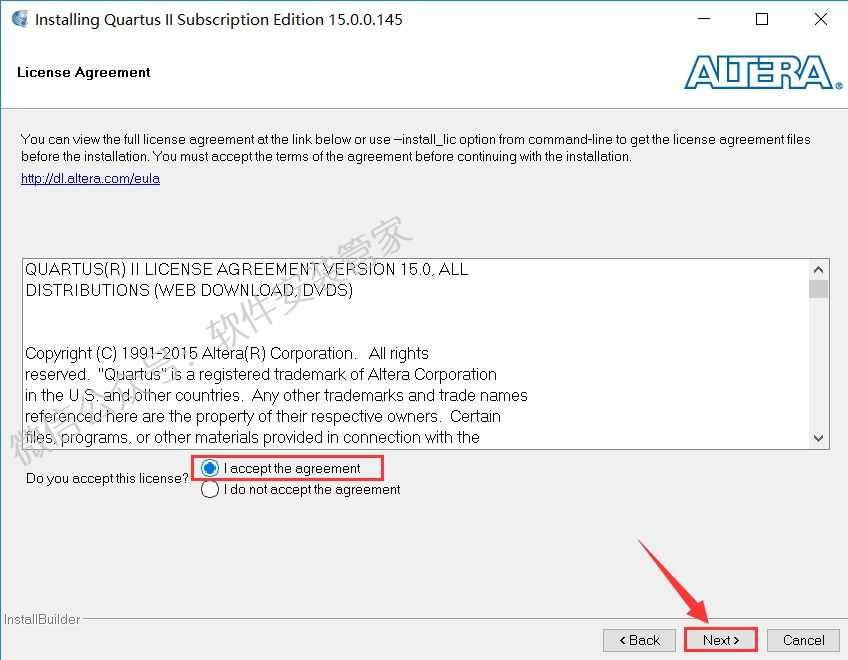 Installing Quartus II Subscription Edition 15.0.0.145
License Agreement
ALTERA®
You can view the full license agreement at the link below or use –install_lic option from command-line to get the license agreement files
before the installation. You must accept the terms of the agreement before continuing with the installation.
http://dl.altera.com/eula
微信公众号：软件安装管家
QUARTUS(R) II LICENSE AGREEMENT VERSION 15.0, ALL
DISTRIBUTIONS (WEB DOWNLOAD, DVDS)
Copyright (C) 1991-2015 Altera(R) Corporation.   All rights
reserved.  "Quartus" is a registered trademark of Altera Corporation
in the U.S. and other countries.  Any other trademarks and trade names
referenced here are the property of their respective owners.  Certain
files, programs, or other materials provided in connection with the
Do you accept this license?
I accept the agreement
I do not accept the agreement
InstallBuilder
< Back
Next >
Cancel